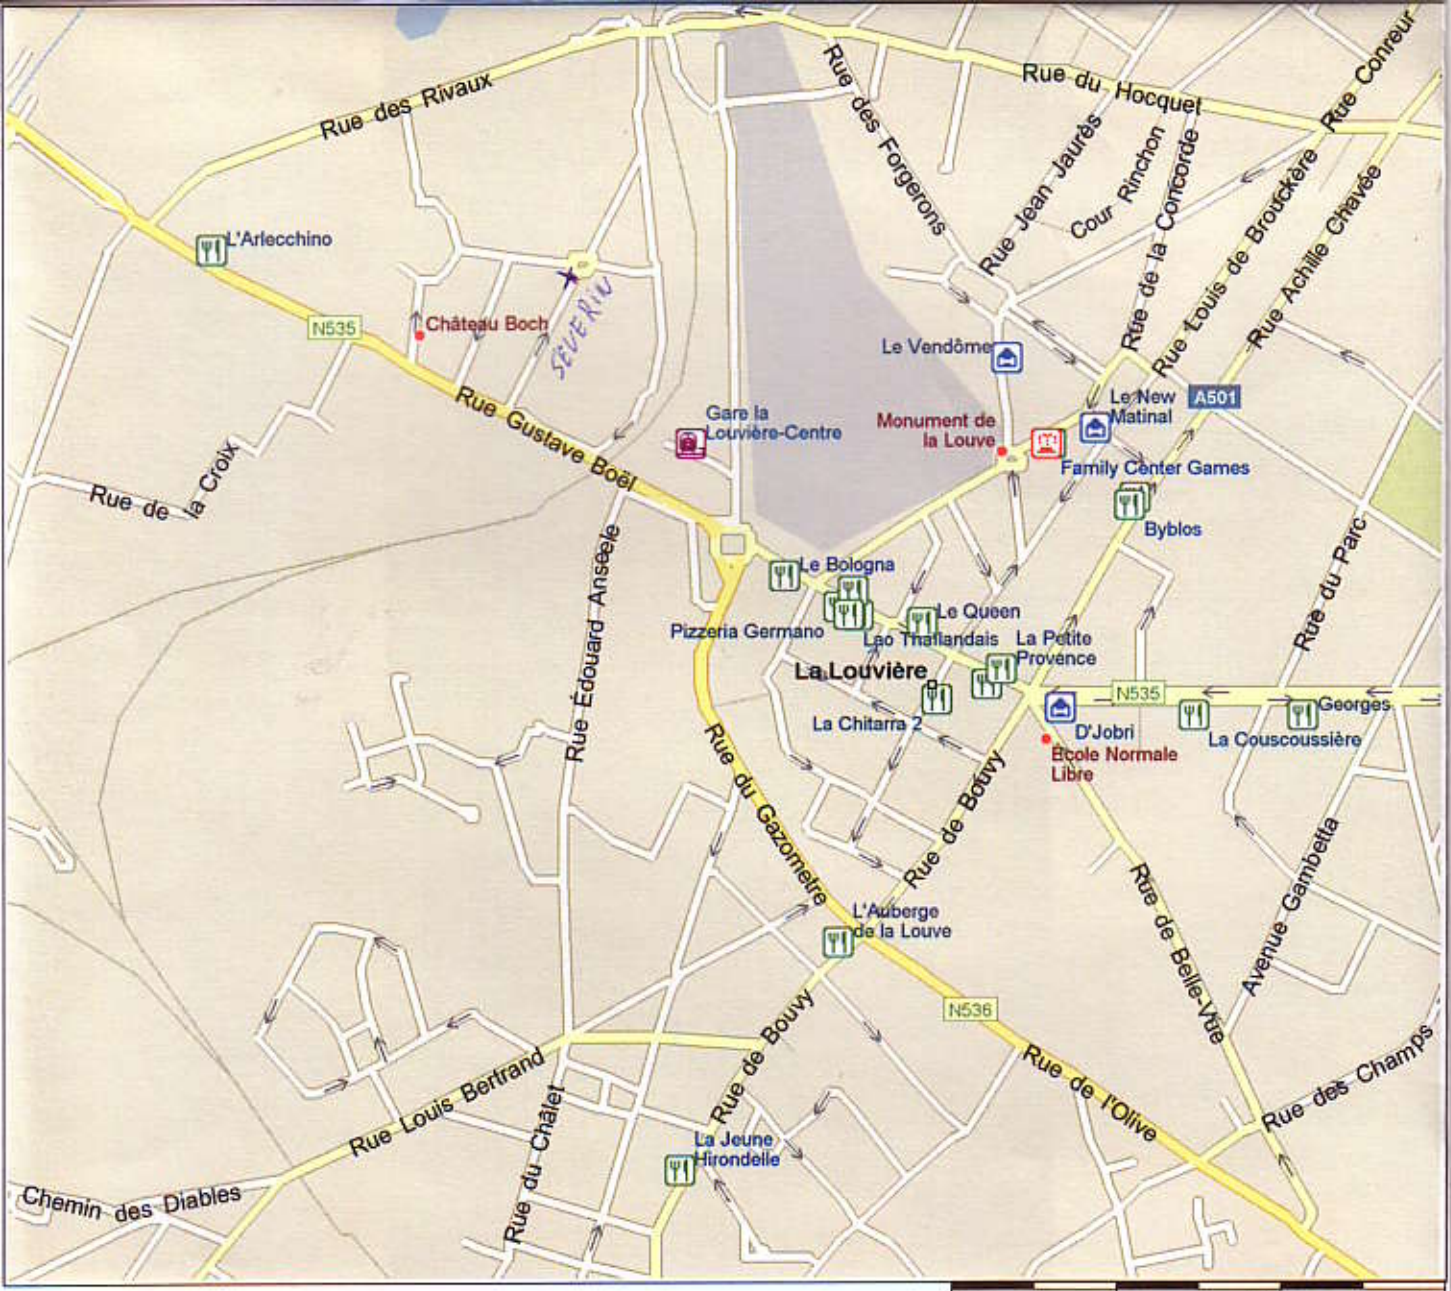 Rue des Rivaux
Rue des Forgerons
Rue du Hocquet
Rue Conreur
Rue Jean Jaurès
Cour Rinchon
Rue de la Concorde
Rue Louis de Brouckère
Rue Achille Chavée
L'Arlecchino
N535
Château Boch
SEVERIN
Le Vendôme
Rue Gustave Boël
Gare la
Louvière-Centre
Monument de
la Louve
Le New
Matinal
A501
Family Center Games
Byblos
Rue de la Croix
Rue Édouard Anseele
Le Bologna
Pizzeria Germano
Le Queen
Lao Thaïlandais
La Petite
Provence
La Louvière
La Chitarra 2
Rue du Parc
N535
D'Jobri
École Normale
Libre
Georges
La Couscoussière
Rue du Gazometre
Rue de Bouvy
L'Auberge
de la Louve
Rue de Belle-Vue
Avenue Gambetta
N536
Rue de Bouvy
Rue de l'Olive
Rue des Champs
Rue Louis Bertrand
Rue du Châlet
La Jeune
Hirondelle
Chemin des Diables